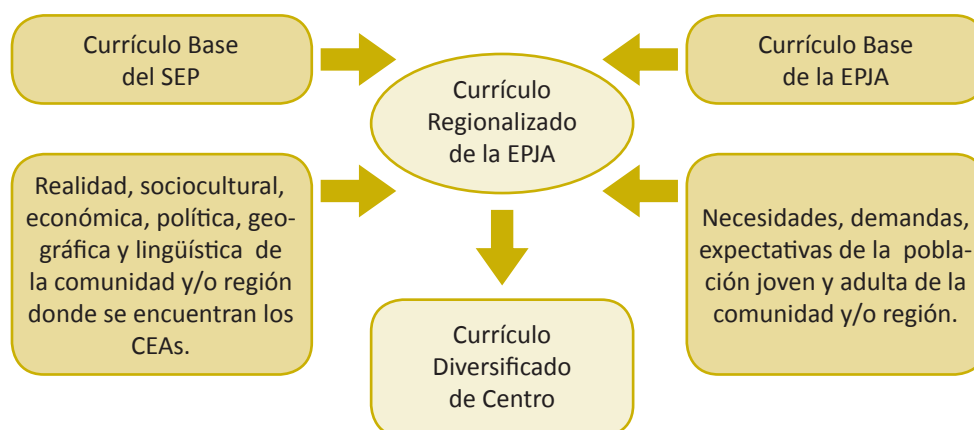 Currículo Base
del SEP
Currículo Base
de la EPJA
Currículo
Regionalizado
de la EPJA
Realidad, sociocultural,
económica, política, geo-
gráfica y lingüística de
la comunidad y/o región
donde se encuentran los
CEAs.
Necesidades, demandas,
expectativas de la pobla-
ción joven y adulta de la
comunidad y/o región.
Currículo
Diversificado
de Centro